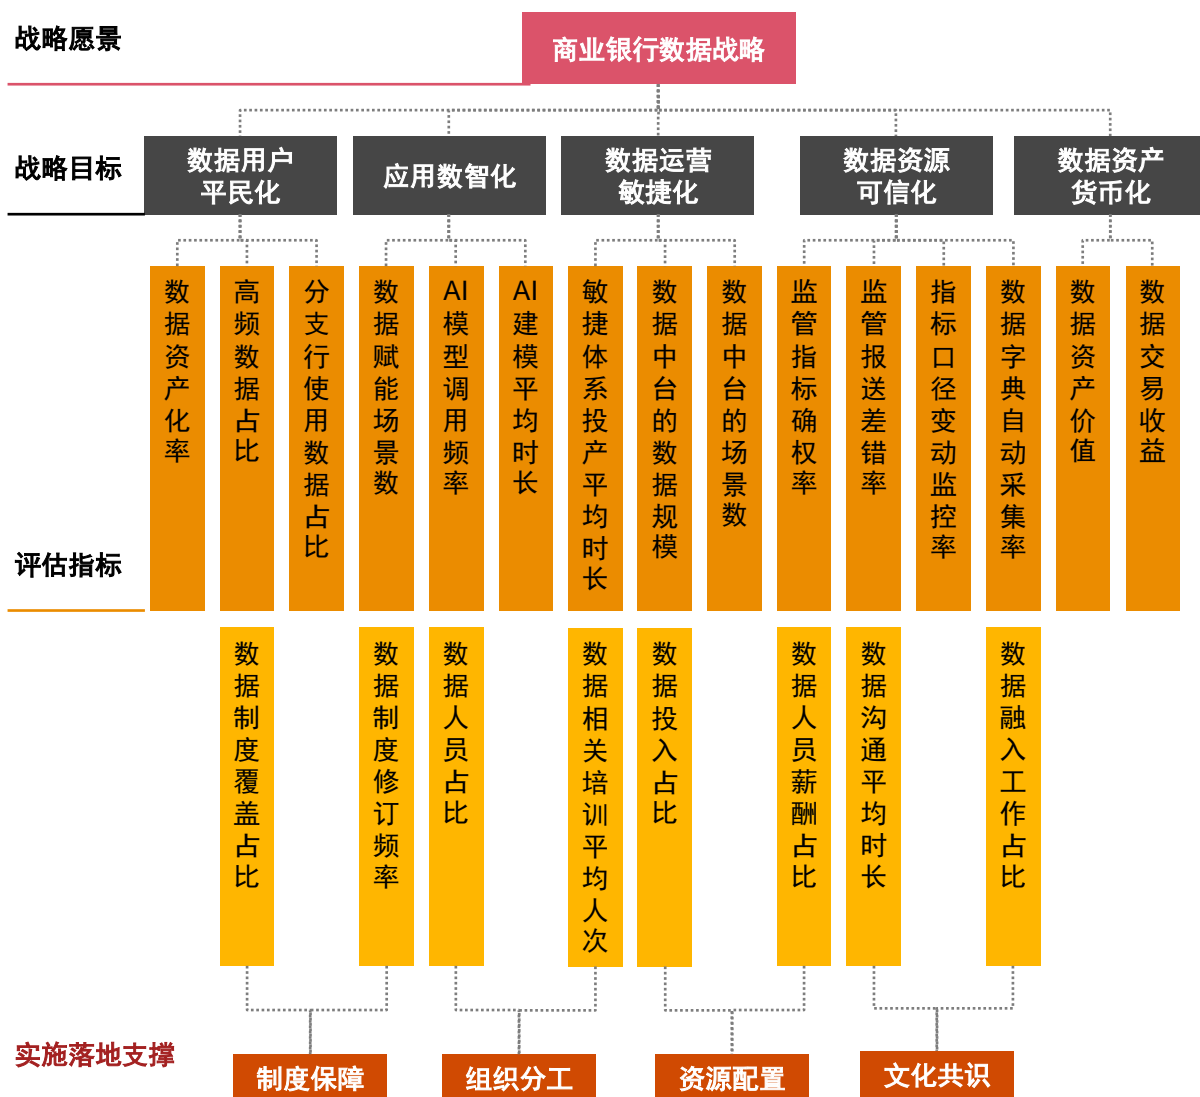 战略愿景
商业银行数据战略
战略目标
数据用户
平民化
应用数智化
数据运营
敏捷化
数据资源
可信化
数据资产
货币化
评估指标
数据资产化率
高频数据占比
分支行使用数据占比
数据赋能场景数
AI模型调用频率
AI建模平均时长
敏捷体系投产平均时长
数据中台的数据规模
数据中台的场景数
监管指标确权率
监管报送差错率
指标口径变动监控率
数据字典自动采集率
数据资产价值
数据交易收益
数据制度覆盖占比
数据制度修订频率
数据人员占比
数据相关培训平均人次
数据投入占比
数据人员薪酬占比
数据沟通平均时长
数据融入工作占比
实施落地支撑
制度保障
组织分工
资源配置
文化共识